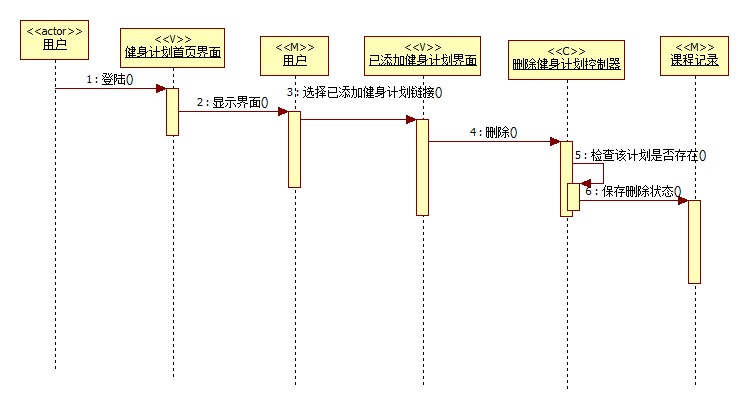 <<actor>>
用户
<<V>>
健身计划首页界面
<<M>>
用户
<<V>>
已添加健身计划界面
<<C>>
删除健身计划控制器
<<M>>
课程记录
1 : 登陆()
2 : 显示界面()
3 : 选择已添加健身计划链接()
4 : 删除()
5 : 检查该计划是否存在()
6 : 保存删除状态()